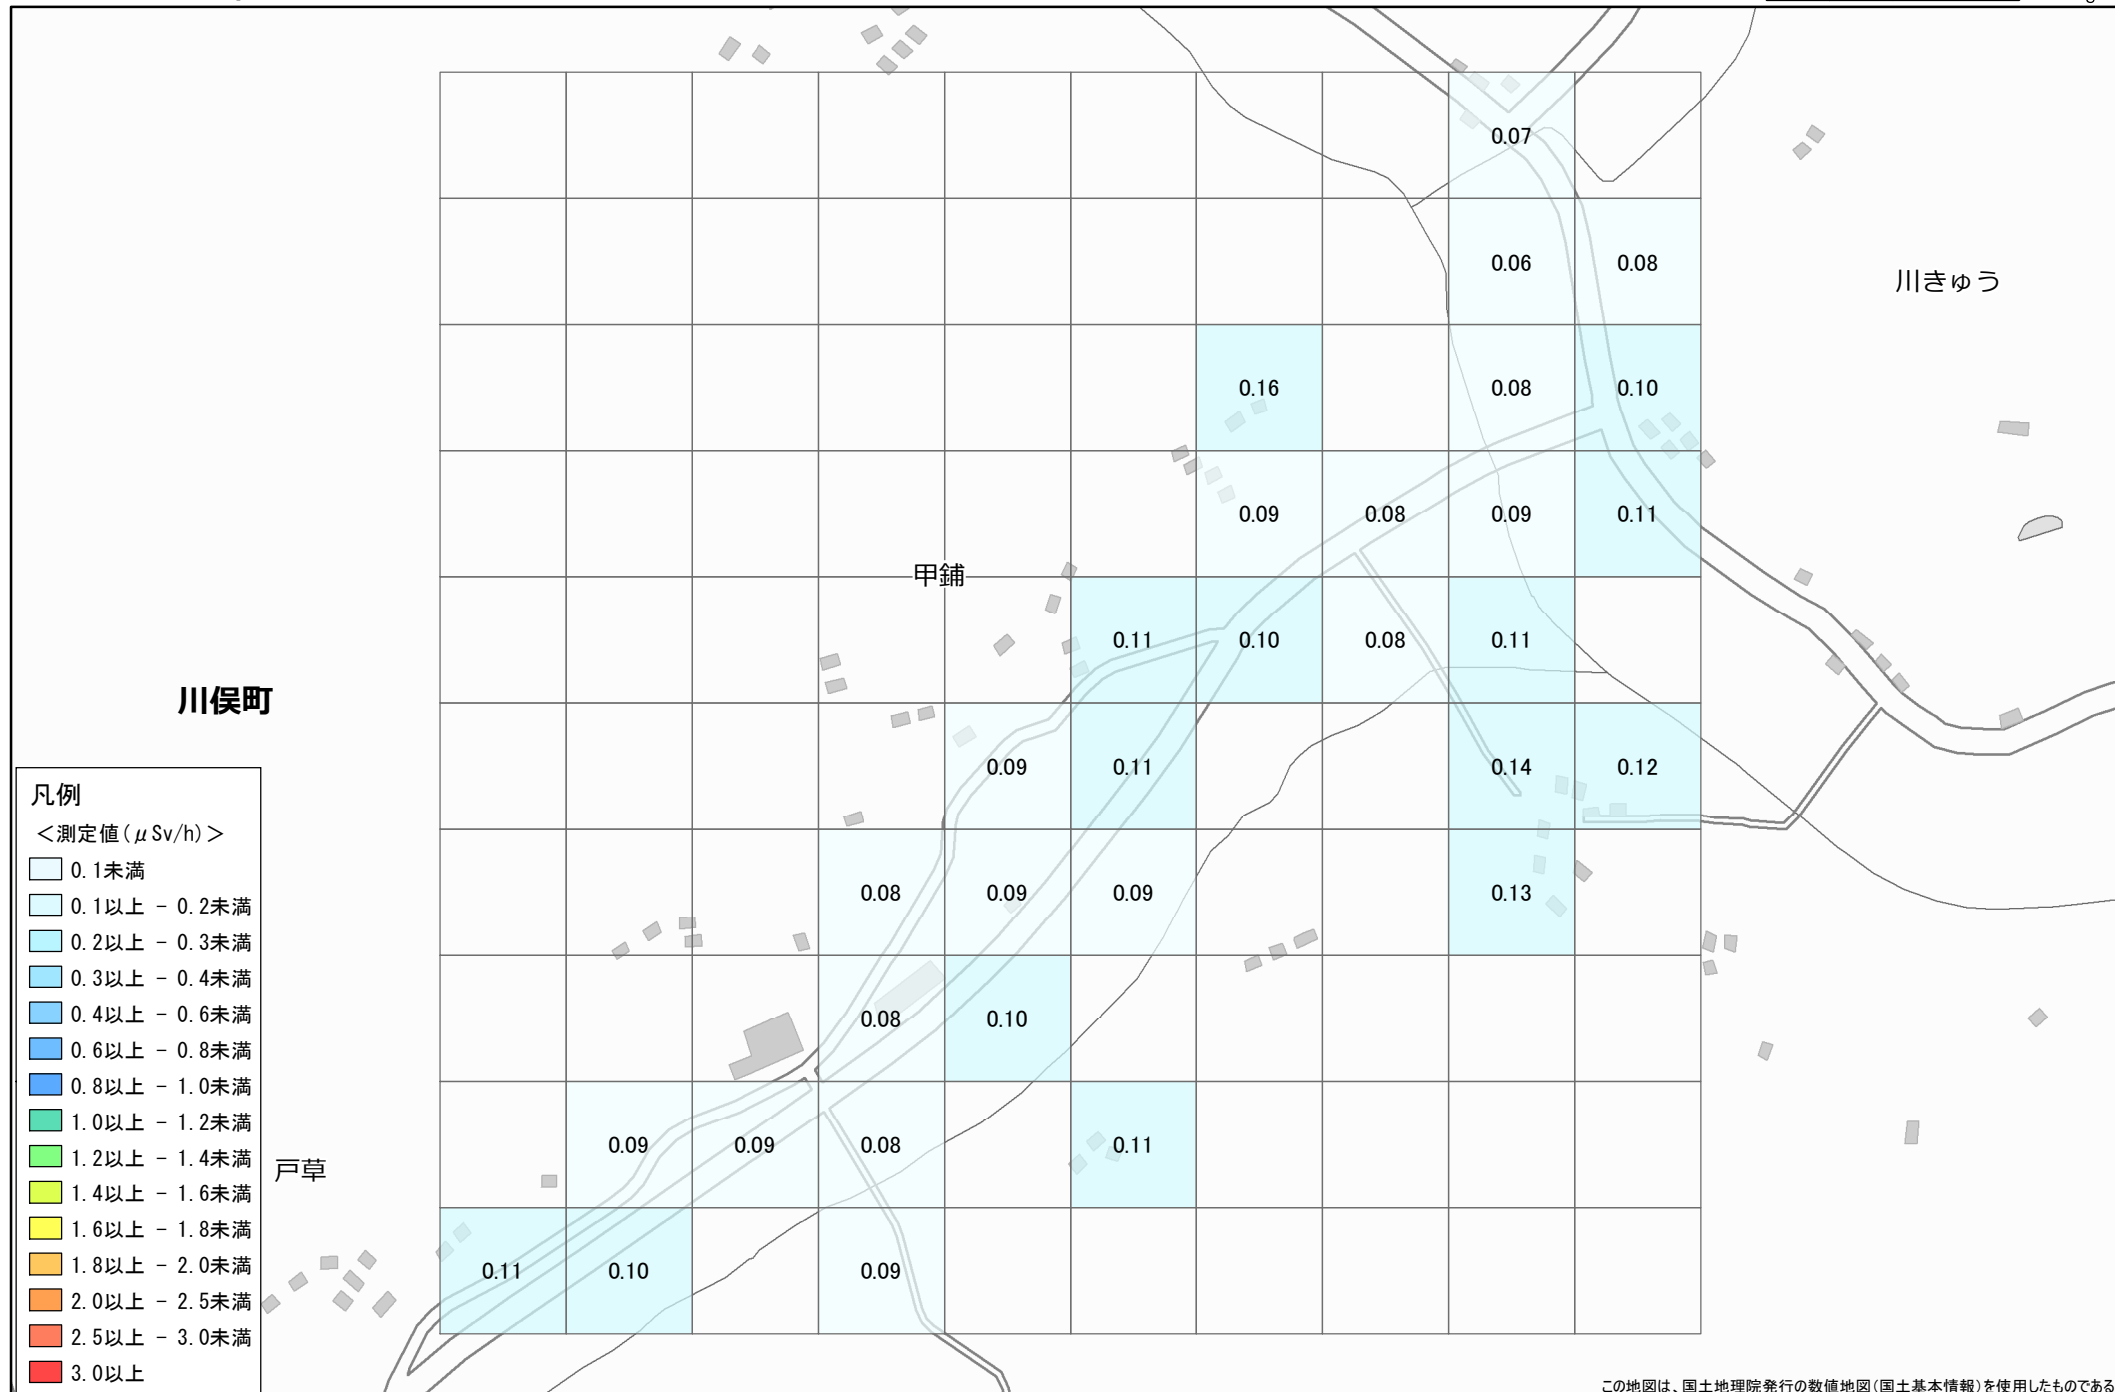 0.07
0.06 0.08
川きゅう
0.16 0.08 0.10
0.09 0.08 0.09 0.11
甲鋪
0.11 0.10 0.08 0.11
川俣町
0.09 0.11 0.14 0.12
0.08 0.09 0.09 0.13
0.08 0.10
0.09 0.09 0.08 0.11
戸草
0.11 0.10 0.09
凡例
＜測定値(μSv/h)＞
0.1未満
0.1以上 － 0.2未満
0.2以上 － 0.3未満
0.3以上 － 0.4未満
0.4以上 － 0.6未満
0.6以上 － 0.8未満
0.8以上 － 1.0未満
1.0以上 － 1.2未満
1.2以上 － 1.4未満
1.4以上 － 1.6未満
1.6以上 － 1.8未満
1.8以上 － 2.0未満
2.0以上 － 2.5未満
2.5以上 － 3.0未満
3.0以上
この地図は、国土地理院発行の数値地図(国土基本情報)を使用したものである